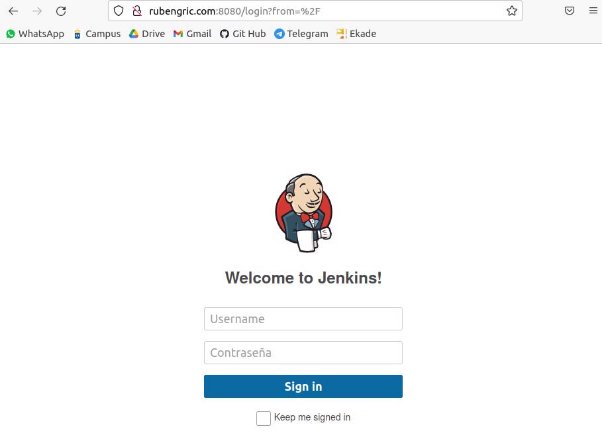 rubengric.com:8080/login?from=%2F
WhatsApp Campus Drive Gmail Git Hub Telegram Ekade
Welcome to Jenkins!
Username
Contraseña
Sign in
Keep me signed in